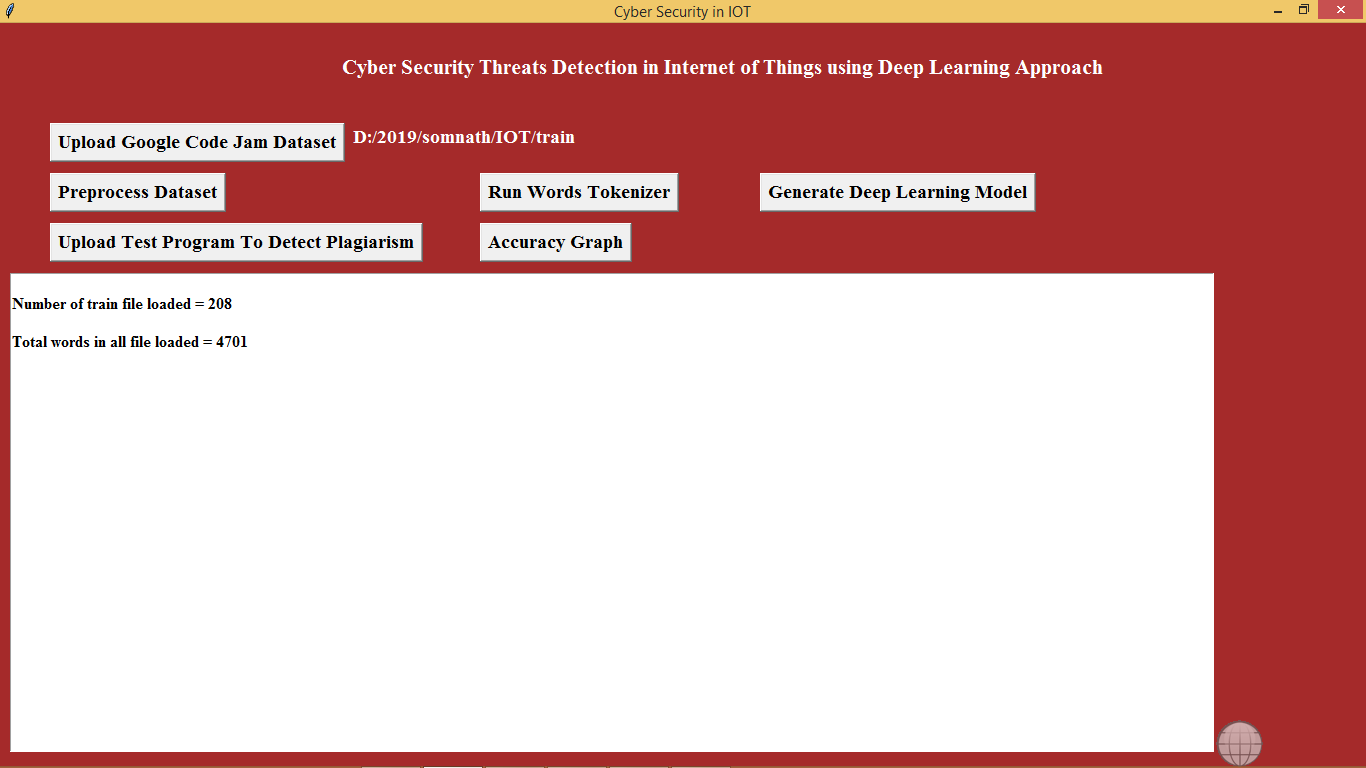 Cyber Security in IOT
Cyber Security Threats Detection in Internet of Things using Deep Learning Approach
Upload Google Code Jam Dataset D:/2019/somnath/IOT/train
Preprocess Dataset Run Words Tokenizer Generate Deep Learning Model
Upload Test Program To Detect Plagiarism Accuracy Graph
Number of train file loaded = 208
Total words in all file loaded = 4701